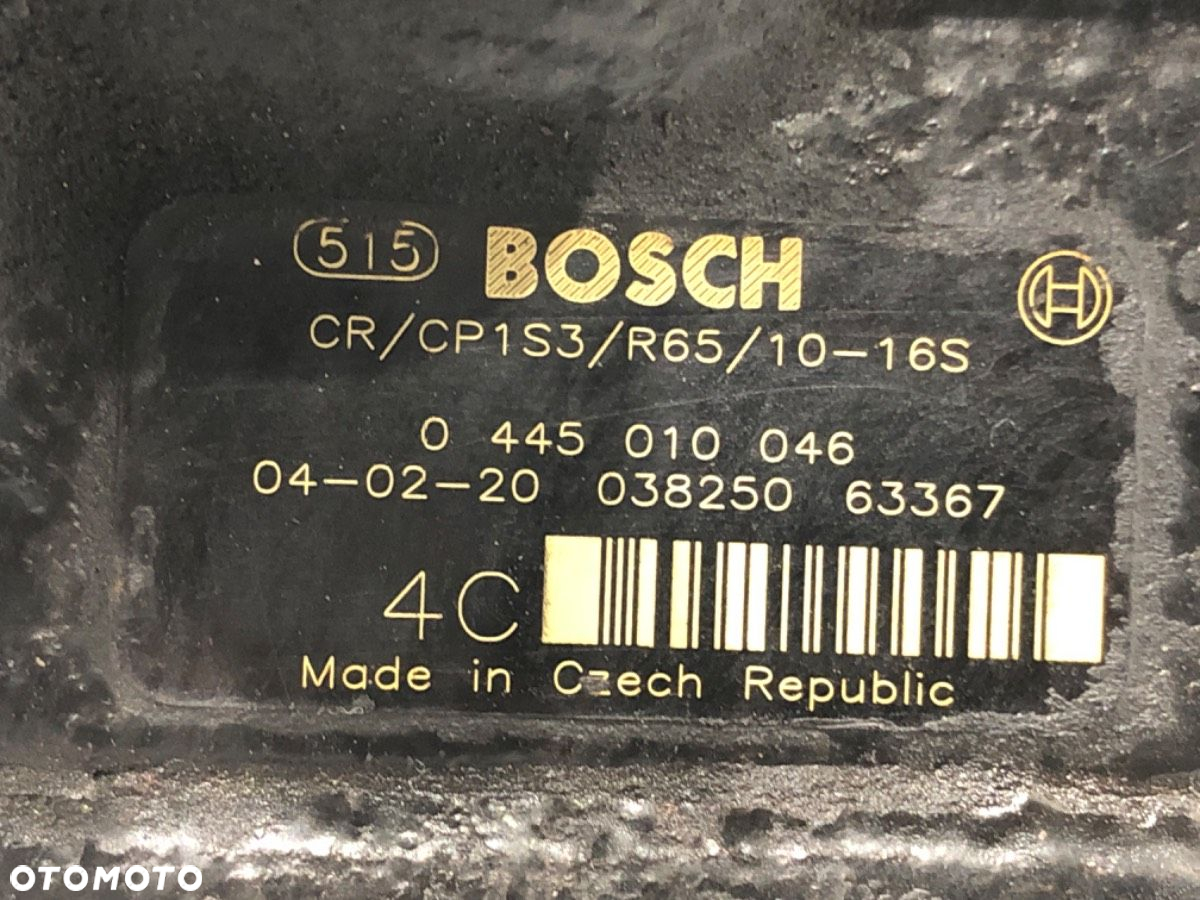 515 BOSCH
CR/CP1S3/R65/10-16S
0 445 010 046
04-02-20 038250 63367
4C
Made in Czech Republic
OTOMOTO